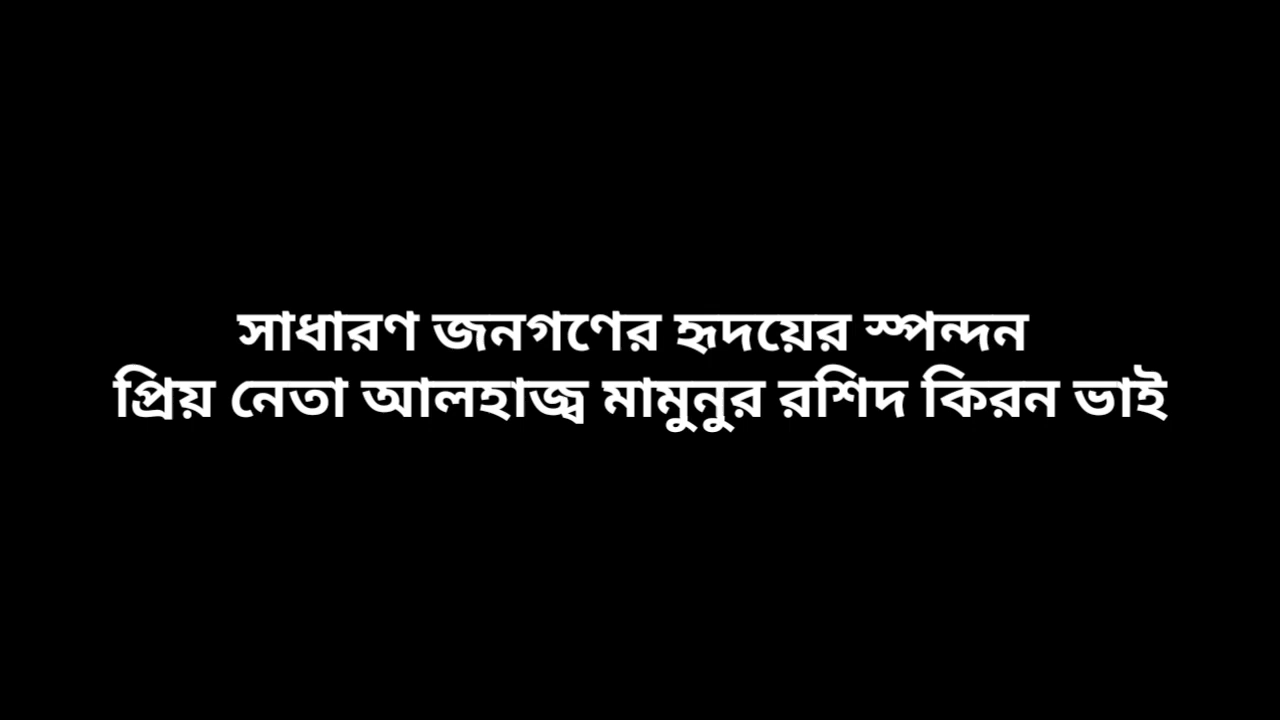 সাধারণ জনগণের হৃদয়ের স্পন্দন
প্রিয় নেতা আলহাজ্ব মামুনুর রশিদ কিরন ভাই